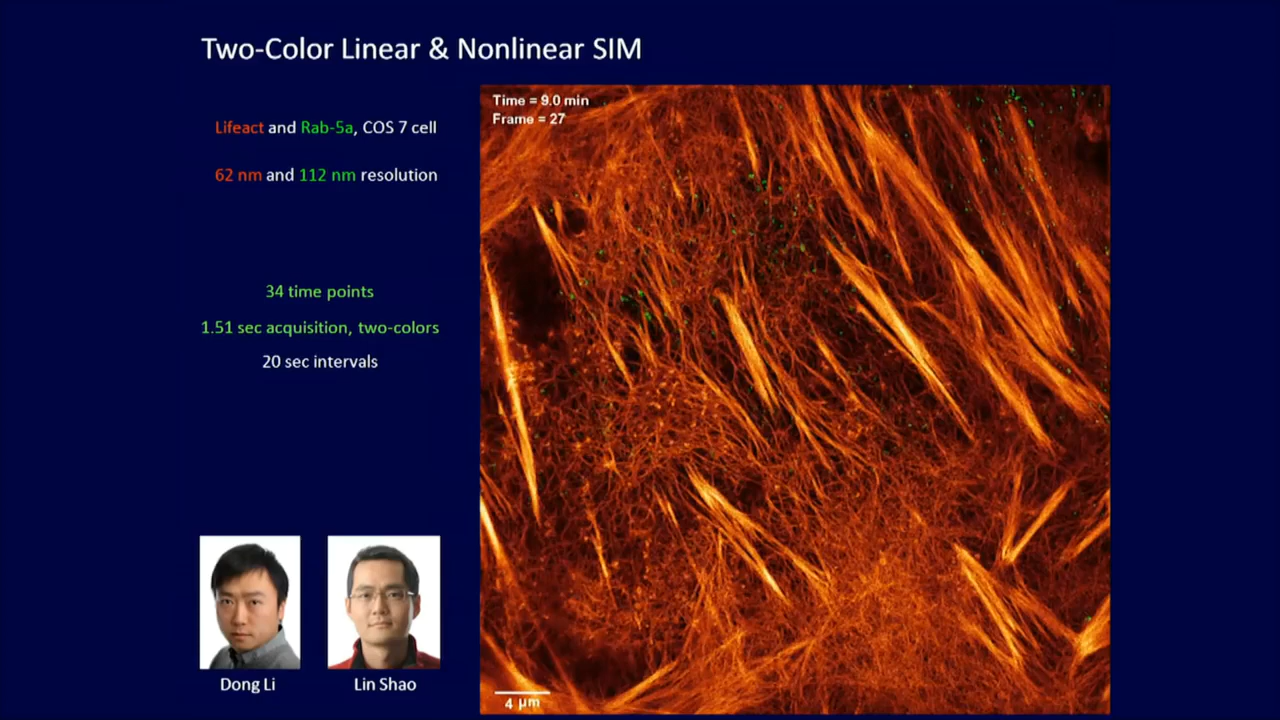 Two-Color Linear & Nonlinear SIM
Time = 9.0 min
Frame = 27
Lifeact and Rab-5a, COS 7 cell
62 nm and 112 nm resolution
34 time points
1.51 sec acquisition, two-colors
20 sec intervals
Dong Li
Lin Shao
4 µm